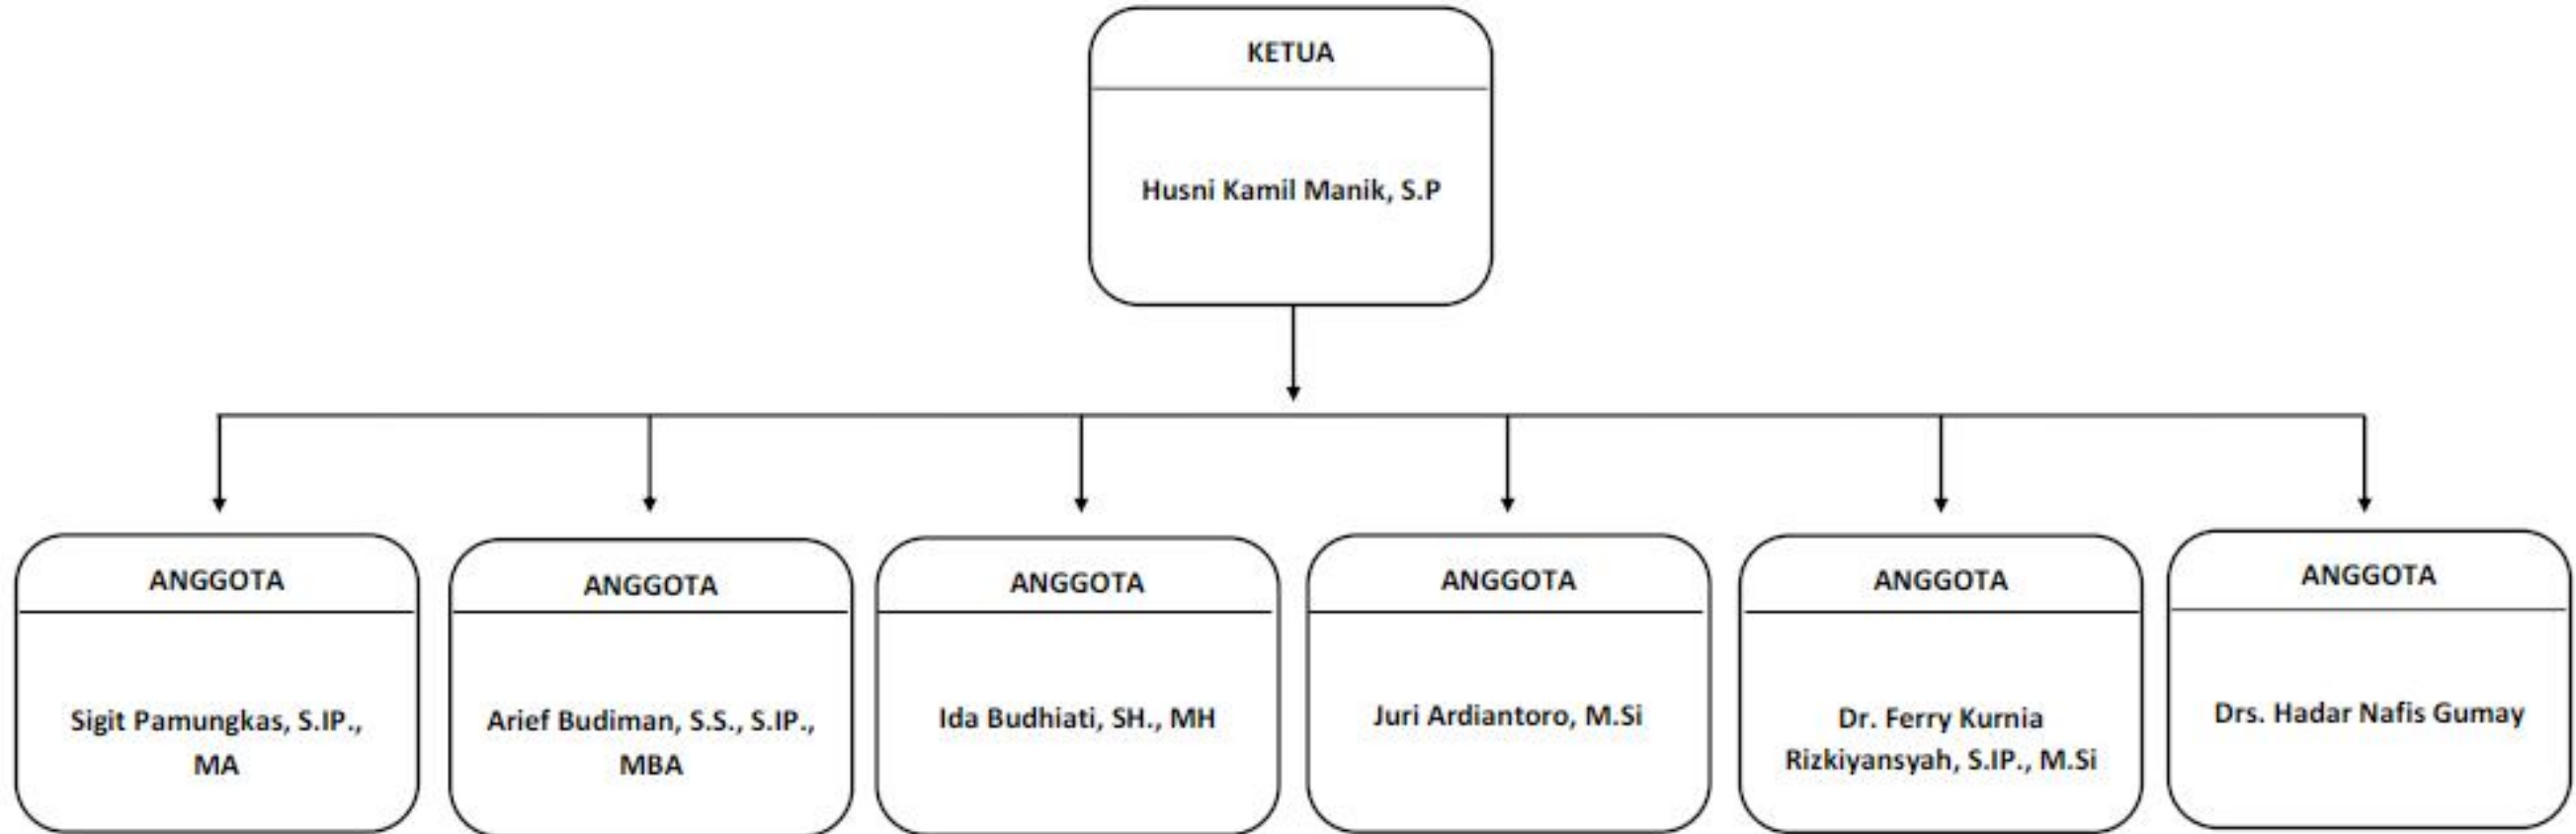 KETUA
Husni Kamil Manik, S.P
ANGGOTA
Sigit Pamungkas, S.IP.,
MA
ANGGOTA
Arief Budiman, S.S., S.IP.,
MBA
ANGGOTA
Ida Budhiati, SH., MH
ANGGOTA
Juri Ardiantoro, M.Si
ANGGOTA
Dr. Ferry Kurnia
Rizkiyansyah, S.IP., M.Si
ANGGOTA
Drs. Hadar Nafis Gumay